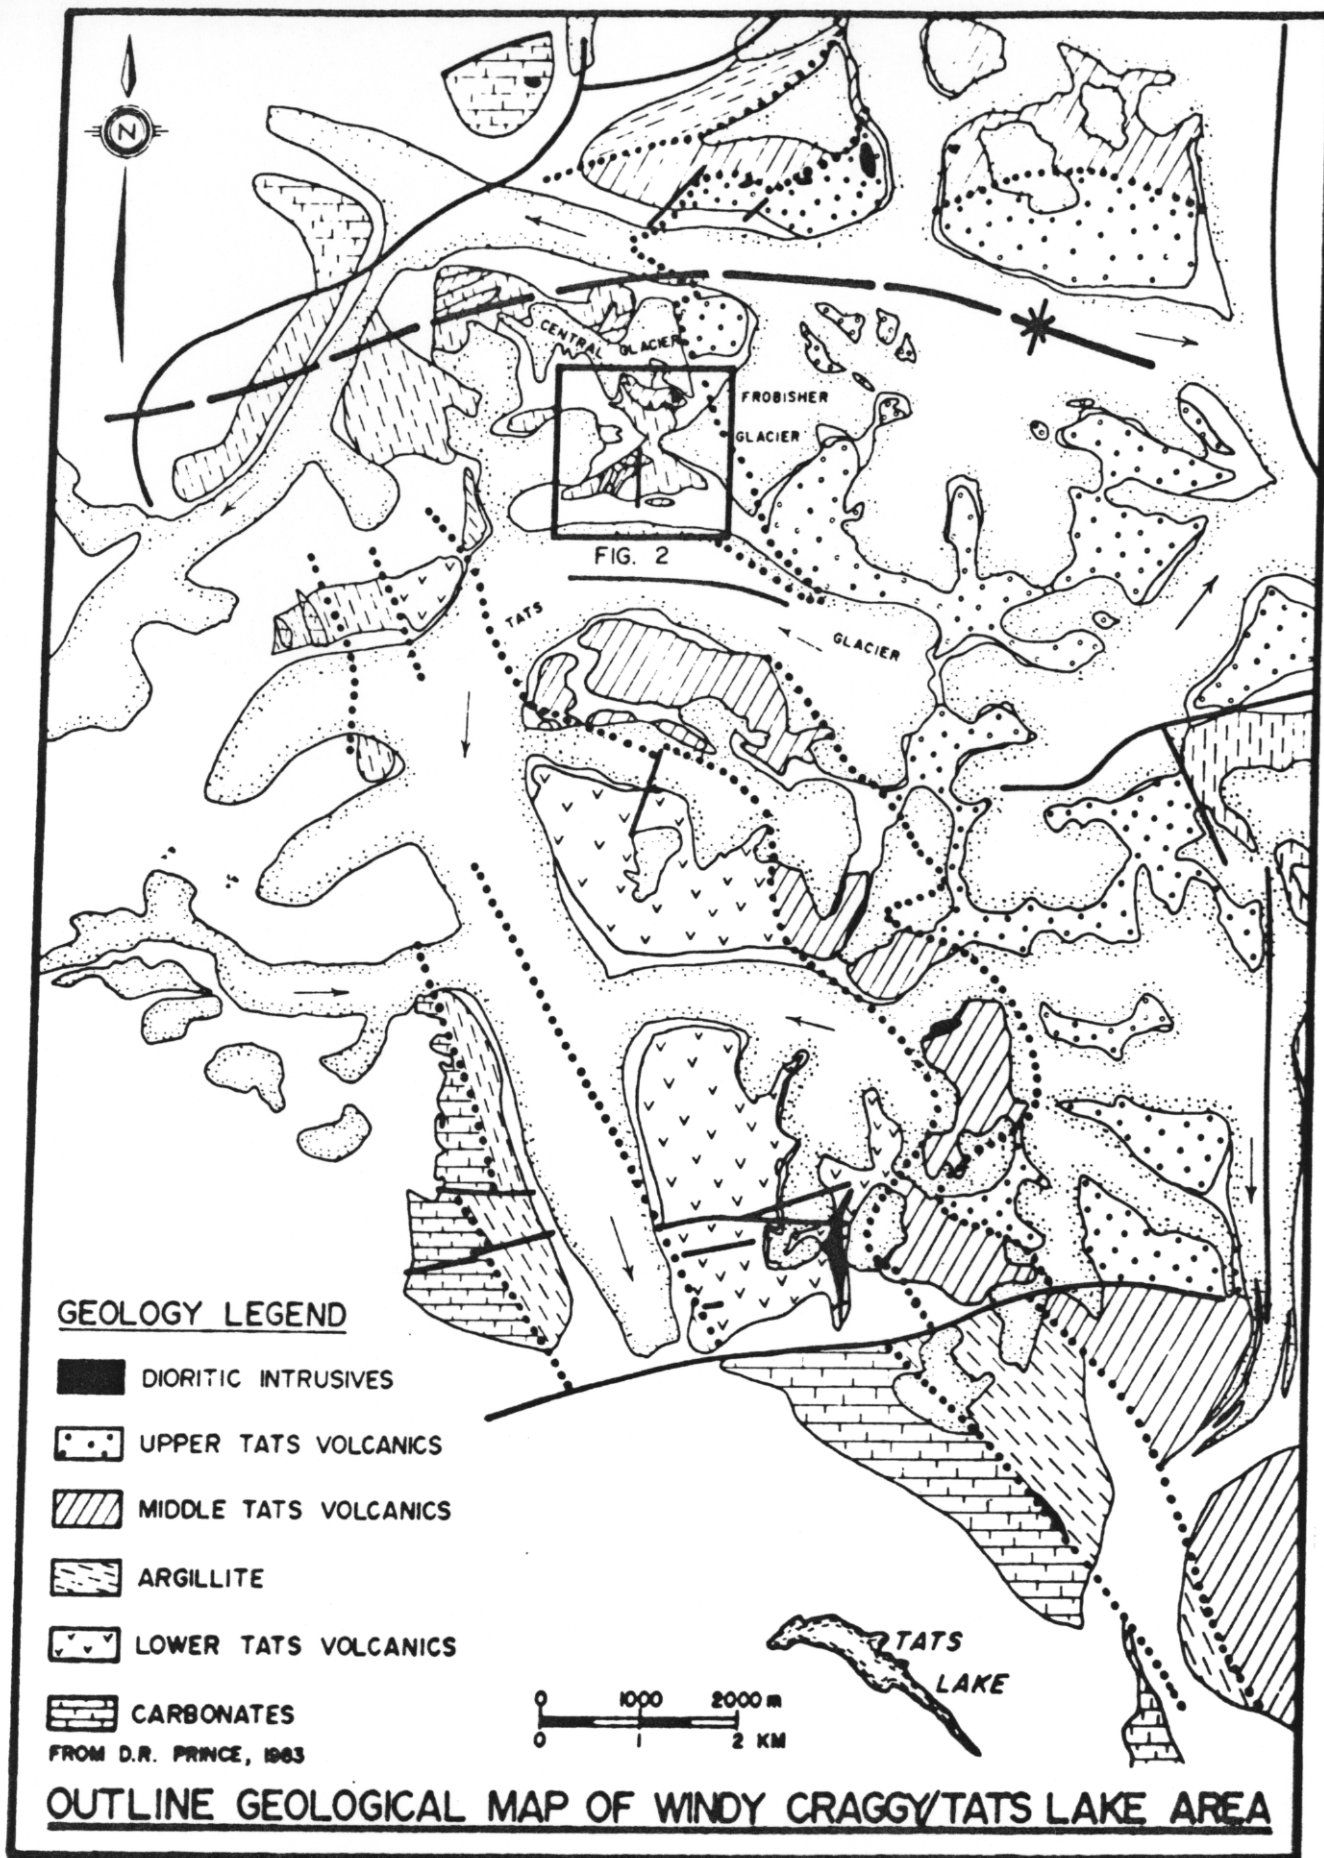 N
CENTRAL GLACIER
FROBISHER
GLACIER
FIG. 2
TATS
GLACIER
GEOLOGY LEGEND
DIORITIC INTRUSIVES
UPPER TATS VOLCANICS
MIDDLE TATS VOLCANICS
ARGILLITE
LOWER TATS VOLCANICS
CARBONATES
FROM D.R. PRINCE, 1983
TATS
LAKE
0 1000 2000 m
0 1 2 KM
OUTLINE GEOLOGICAL MAP OF WINDY CRAGGY/TATS LAKE AREA